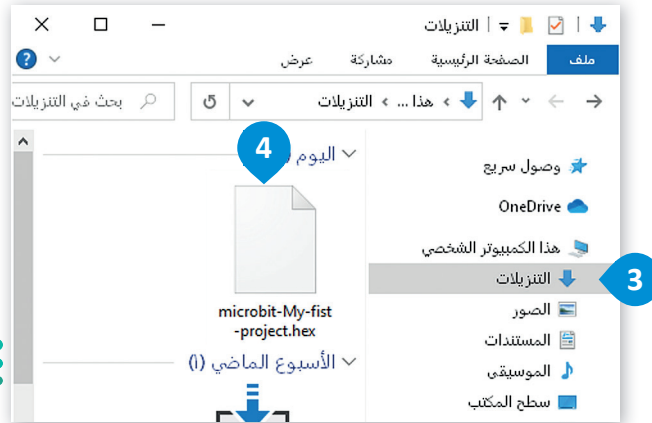 التنزيلات
ملف الصفحة الرئيسية مشاركة عرض
هذا ... التنزيلات
بحث في التنزيلات
وصول سريع
OneDrive
هذا الكمبيوتر الشخصي
التنزيلات
3
الصور
المستندات
الموسيقى
سطح المكتب
اليوم
4
microbit-My-fist
-project.hex
الأسبوع الماضي (١)